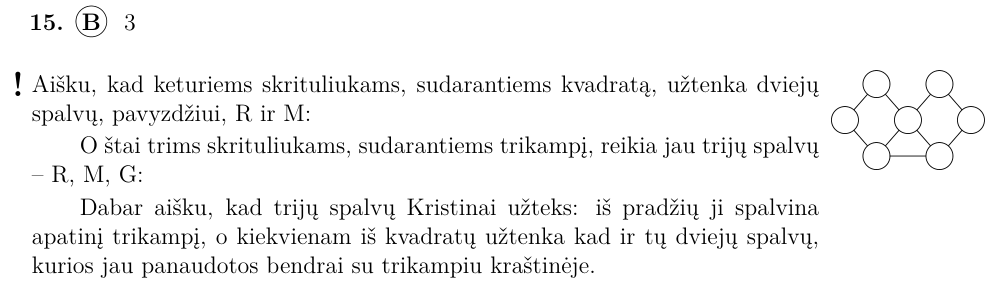 15. B 3
! Aišku, kad keturiems skrituliukams, sudarantiems kvadratą, užtenka dviejų
spalvų, pavyzdžiui, R ir M:
O štai trims skrituliukams, sudarantiems trikampį, reikia jau trijų spalvų
– R, M, G:
Dabar aišku, kad trijų spalvų Kristinai užteks: iš pradžių ji spalvina
apatinį trikampį, o kiekvienam iš kvadratų užtenka kad ir tų dviejų spalvų,
kurios jau panaudotos bendrai su trikampiu kraštinėje.